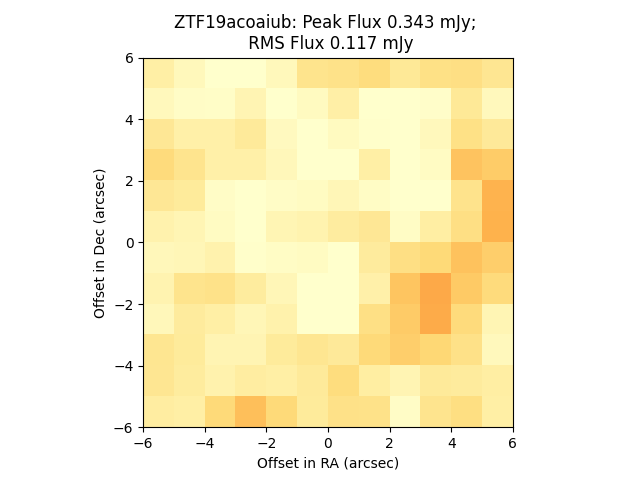 ZTF19acoaiub: Peak Flux 0.343 mJy;
RMS Flux 0.117 mJy
6
4
2
0
−2
−4
−6
Offset in Dec (arcsec)
−6 −4 −2 0 2 4 6
Offset in RA (arcsec)